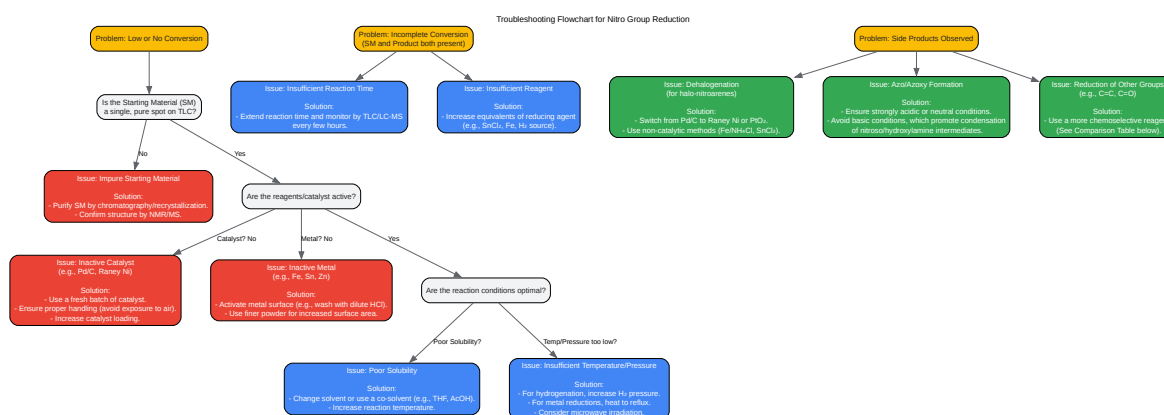 Troubleshooting Flowchart for Nitro Group Reduction
Problem: Low or No Conversion
Problem: Incomplete Conversion
(SM and Product both present)
Problem: Side Products Observed
Is the Starting Material (SM)
a single, pure spot on TLC?
Issue: Insufficient Reaction Time
Solution:
- Extend reaction time and monitor by TLC/LC-MS
every few hours.
Issue: Insufficient Reagent
Solution:
- Increase equivalents of reducing agent
(e.g., SnCl₂, Fe, H₂ source).
Issue: Dehalogenation
(for halo-nitroarenes)
Solution:
- Switch from Pd/C to Raney Ni or PtO₂.
- Use non-catalytic methods (Fe/NH₄Cl, SnCl₂).
Issue: Azo/Azoxy Formation
Solution:
- Ensure strongly acidic or neutral conditions.
- Avoid basic conditions, which promote condensation
of nitroso/hydroxylamine intermediates.
Issue: Reduction of Other Groups
(e.g., C=C, C=O)
Solution:
- Use a more chemoselective reage
(See Comparison Table below).
No
Yes
Issue: Impure Starting Material
Solution:
- Purify SM by chromatography/recrystallization.
- Confirm structure by NMR/MS.
Are the reagents/catalyst active?
Catalyst? No
Metal? No
Yes
Issue: Inactive Catalyst
(e.g., Pd/C, Raney Ni)
Solution:
- Use a fresh batch of catalyst.
- Ensure proper handling (avoid exposure to air).
- Increase catalyst loading.
Issue: Inactive Metal
(e.g., Fe, Sn, Zn)
Solution:
- Activate metal surface (e.g., wash with dilute HCl).
- Use finer powder for increased surface area.
Are the reaction conditions optimal?
Poor Solubility?
Temp/Pressure too low?
Issue: Poor Solubility
Solution:
- Change solvent or use a co-solvent (e.g., THF, AcOH).
- Increase reaction temperature.
Issue: Insufficient Temperature/Pressure
Solution:
- For hydrogenation, increase H₂ pressure.
- For metal reductions, heat to reflux.
- Consider microwave irradiation.